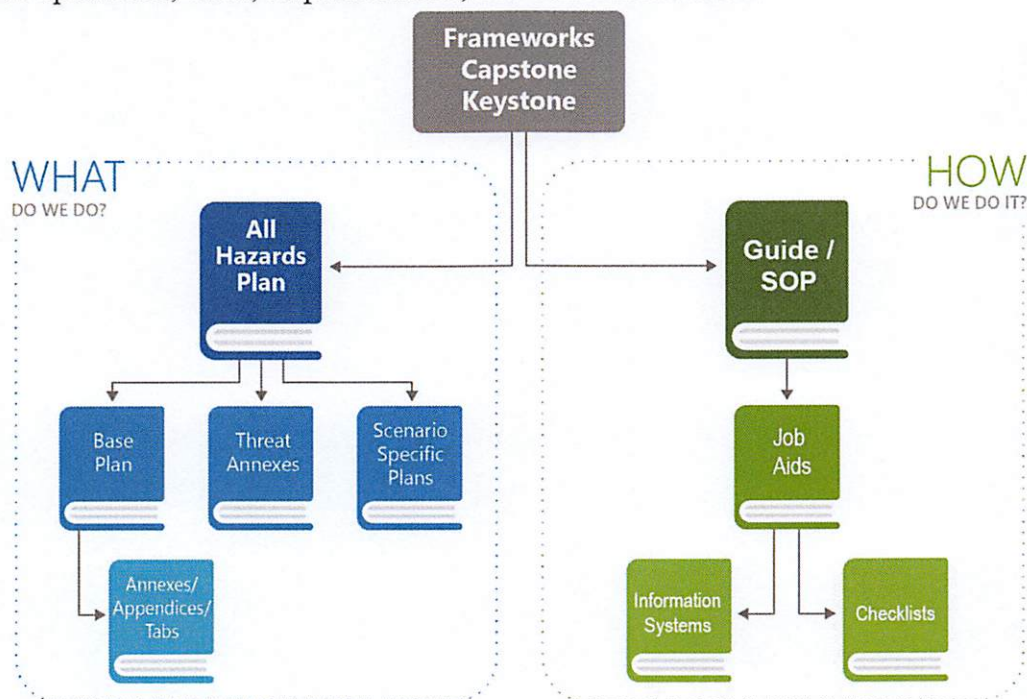 Frameworks
Capstone
Keystone
WHAT
DO WE DO?
HOW
DO WE DO IT?
All
Hazards
Plan
Guide /
SOP
Base
Plan
Threat
Annexes
Scenario
Specific
Plans
Job
Aids
Annexes/
Appendices/
Tabs
Information
Systems
Checklists